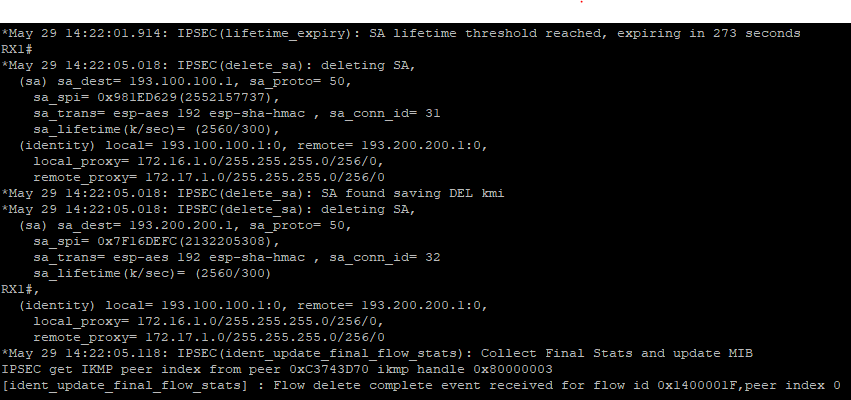 *May 29 14:22:01.914: IPSEC(lifetime_expiry): SA lifetime threshold reached, expiring in 273 seconds
RX1#
*May 29 14:22:05.018: IPSEC(delete_sa): deleting SA,
  (sa) sa_dest= 193.100.100.1, sa_proto= 50,
    sa_spi= 0x981ED629(2552157737),
    sa_trans= esp-aes 192 esp-sha-hmac , sa_conn_id= 31
    sa_lifetime(k/sec)= (2560/300),
  (identity) local= 193.100.100.1:0, remote= 193.200.200.1:0,
    local_proxy= 172.16.1.0/255.255.255.0/256/0,
    remote_proxy= 172.17.1.0/255.255.255.0/256/0
*May 29 14:22:05.018: IPSEC(delete_sa): SA found saving DEL kmi
*May 29 14:22:05.018: IPSEC(delete_sa): deleting SA,
  (sa) sa_dest= 193.200.200.1, sa_proto= 50,
    sa_spi= 0x7F16DEFC(2132205308),
    sa_trans= esp-aes 192 esp-sha-hmac , sa_conn_id= 32
    sa_lifetime(k/sec)= (2560/300)
RX1#,
  (identity) local= 193.100.100.1:0, remote= 193.200.200.1:0,
    local_proxy= 172.16.1.0/255.255.255.0/256/0,
    remote_proxy= 172.17.1.0/255.255.255.0/256/0
*May 29 14:22:05.118: IPSEC(ident_update_final_flow_stats): Collect Final Stats and update MIB
IPSEC get IKMP peer index from peer 0xC3743D70 ikmp handle 0x80000003
[ident_update_final_flow_stats] : Flow delete complete event received for flow id 0x1400001F,peer index 0